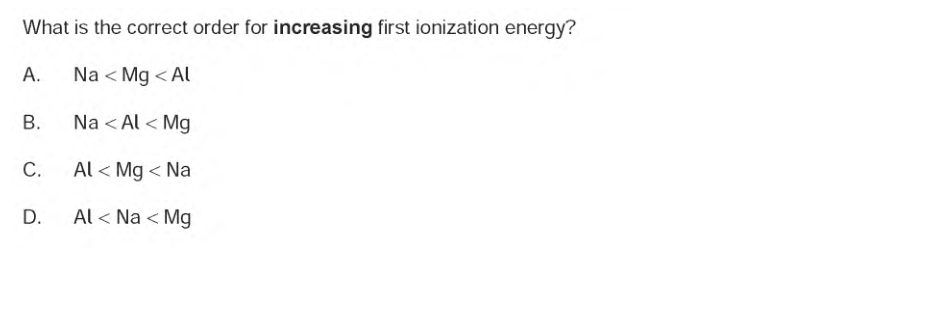 What is the correct order for increasing first ionization energy?
A. Na < Mg < Al
B. Na < Al < Mg
C. Al < Mg < Na
D. Al < Na < Mg